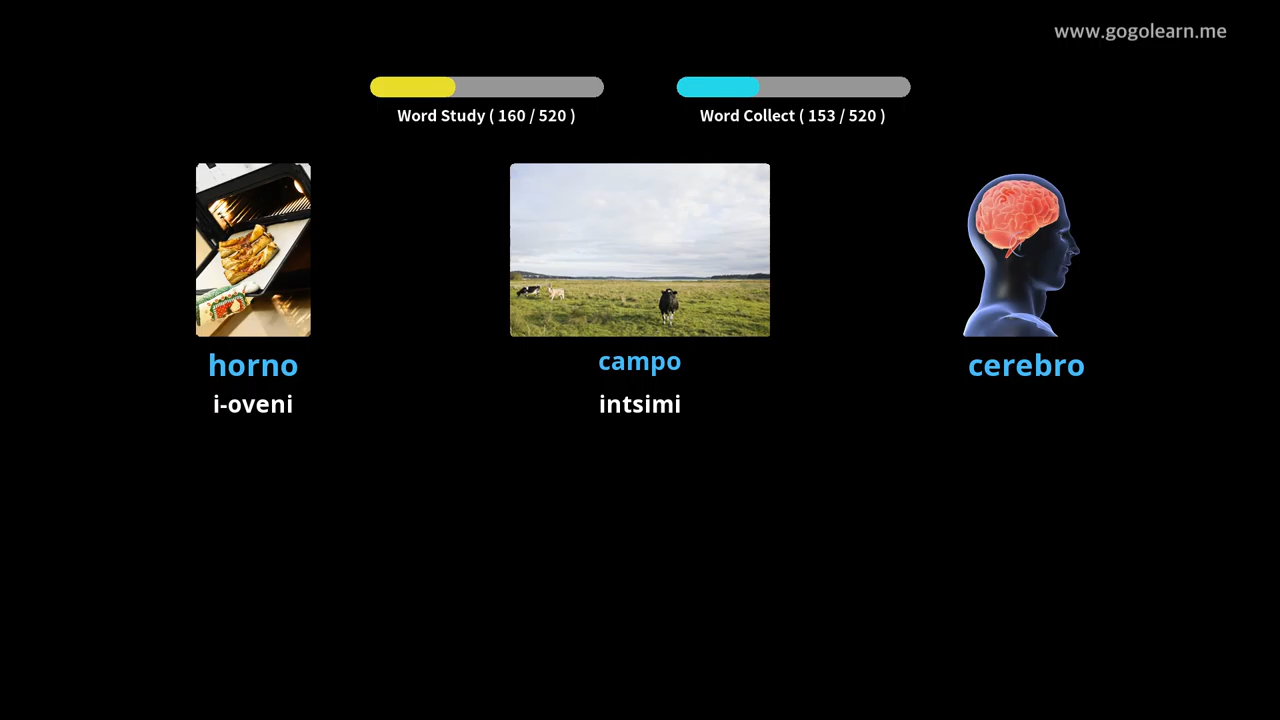 www.gogolearn.me
Word Study ( 160 / 520 )
Word Collect ( 153 / 520 )
horno
campo
cerebro
i-oveni
intsimi